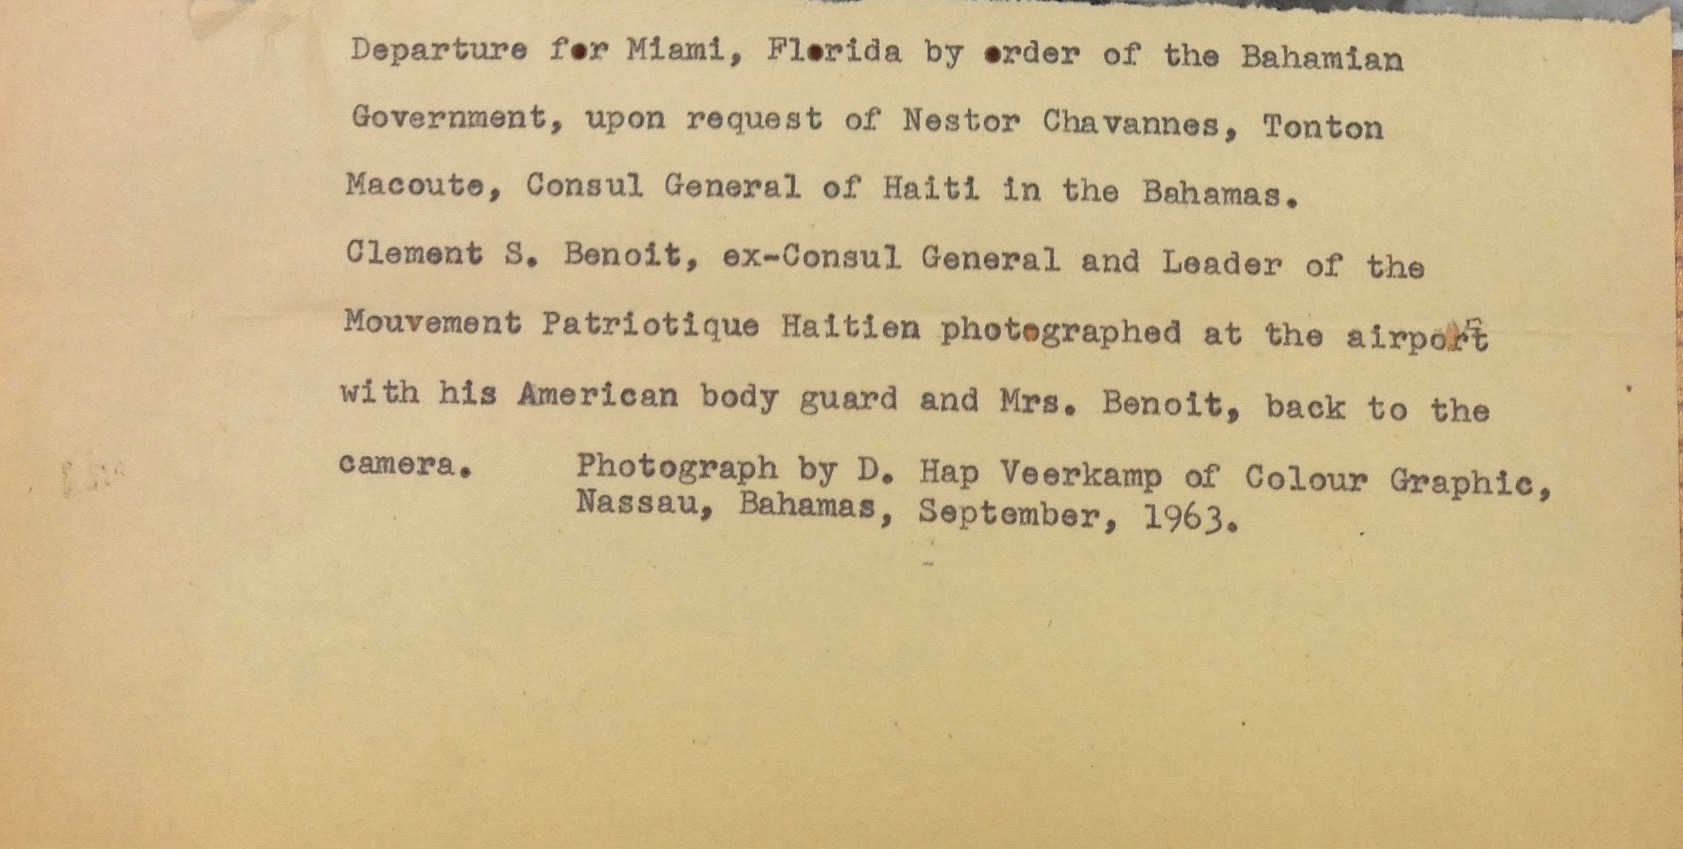 Departure for Miami, Florida by order of the Bahamian
Government, upon request of Nestor Chavannes, Tonton
Macoute, Consul General of Haiti in the Bahamas.
Clement S. Benoit, ex-Consul General and Leader of the
Mouvement Patriotique Haitien photographed at the airport
with his American body guard and Mrs. Benoit, back to the
camera. Photograph by D. Hap Veerkamp of Colour Graphic,
Nassau, Bahamas, September, 1963.